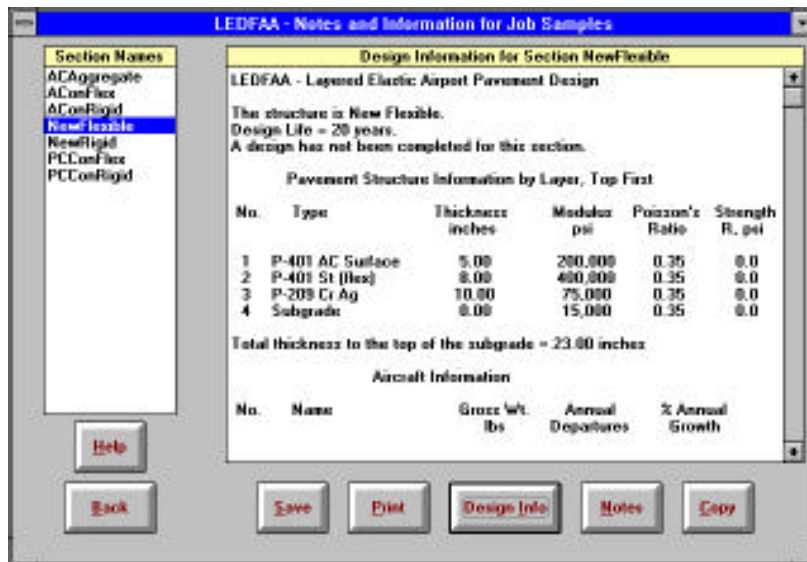 LEDFAA - Notes and Information for Job Samples
Section Names
ACAggregate
AConFlex
AConRigid
NewFlexible
NewRigid
PCConFlex
PCConRigid
Design Information for Section NewFlexible
LEDFAA - Layered Elastic Airport Pavement Design
The structure is New Flexible.
Design Life = 20 years.
A design has not been completed for this section.
Pavement Structure Information by Layer, Top First
No. Type Thickness Modulus Poisson's Strength
inches psi Ratio R, psi
1 P-401 AC Surface 5.00 200,000 0.35 0.0
2 P-401 St (flex) 8.00 400,000 0.35 0.0
3 P-209 Cr Ag 10.00 75,000 0.35 0.0
4 Subgrade 0.00 15,000 0.35 0.0
Total thickness to the top of the subgrade = 23.00 inches
Aircraft Information
No. Name Gross Wt. Annual % Annual
lbs Departures Growth
Help
Back Save Print Design Info Notes Copy